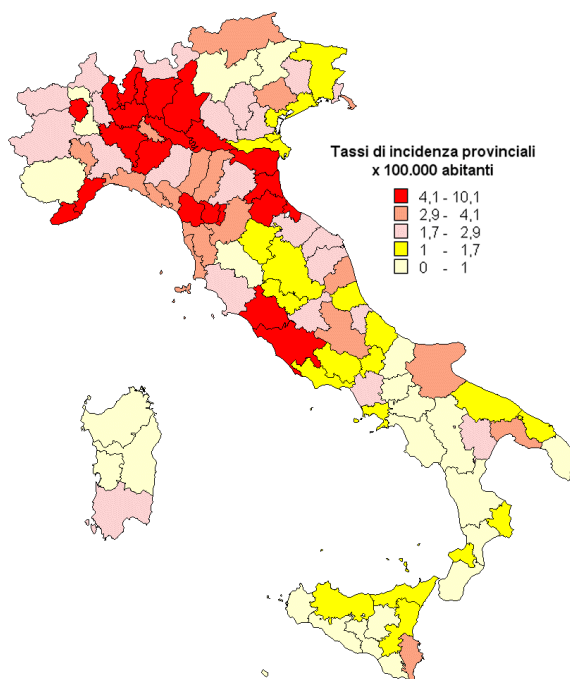 Tassi di incidenza provinciali
x 100.000 abitanti
4,1 - 10,1
2,9 - 4,1
1,7 - 2,9
1 - 1,7
0 - 1